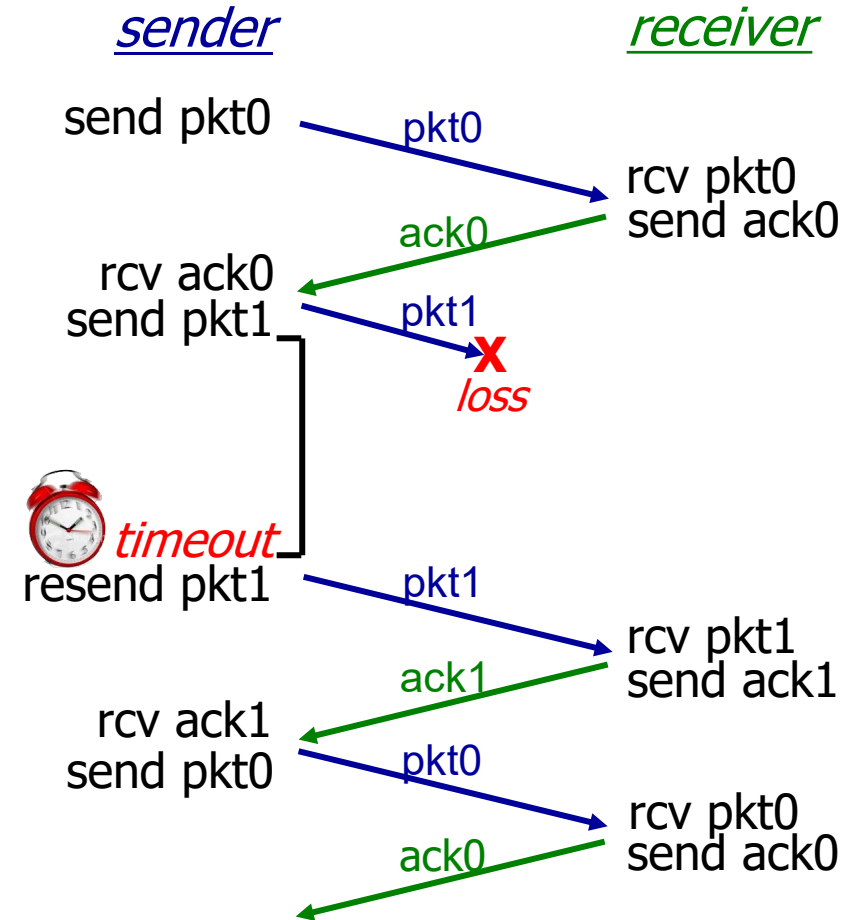 sender receiver
send pkt0
pkt0
rcv pkt0
send ack0
ack0
rcv ack0
send pkt1
pkt1
X
loss
timeout
resend pkt1
pkt1
rcv pkt1
send ack1
ack1
rcv ack1
send pkt0
pkt0
rcv pkt0
send ack0
ack0